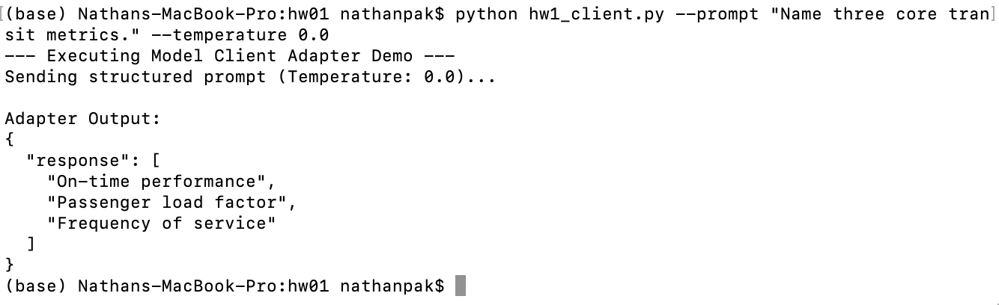 [(base) Nathans-MacBook-Pro:hw01 nathanpak$ python hw1_client.py --prompt "Name three core tran]
sit metrics." --temperature 0.0
--- Executing Model Client Adapter Demo ---
Sending structured prompt (Temperature: 0.0)...

Adapter Output:
{
  "response": [
    "On-time performance",
    "Passenger load factor",
    "Frequency of service"
  ]
}
(base) Nathans-MacBook-Pro:hw01 nathanpak$